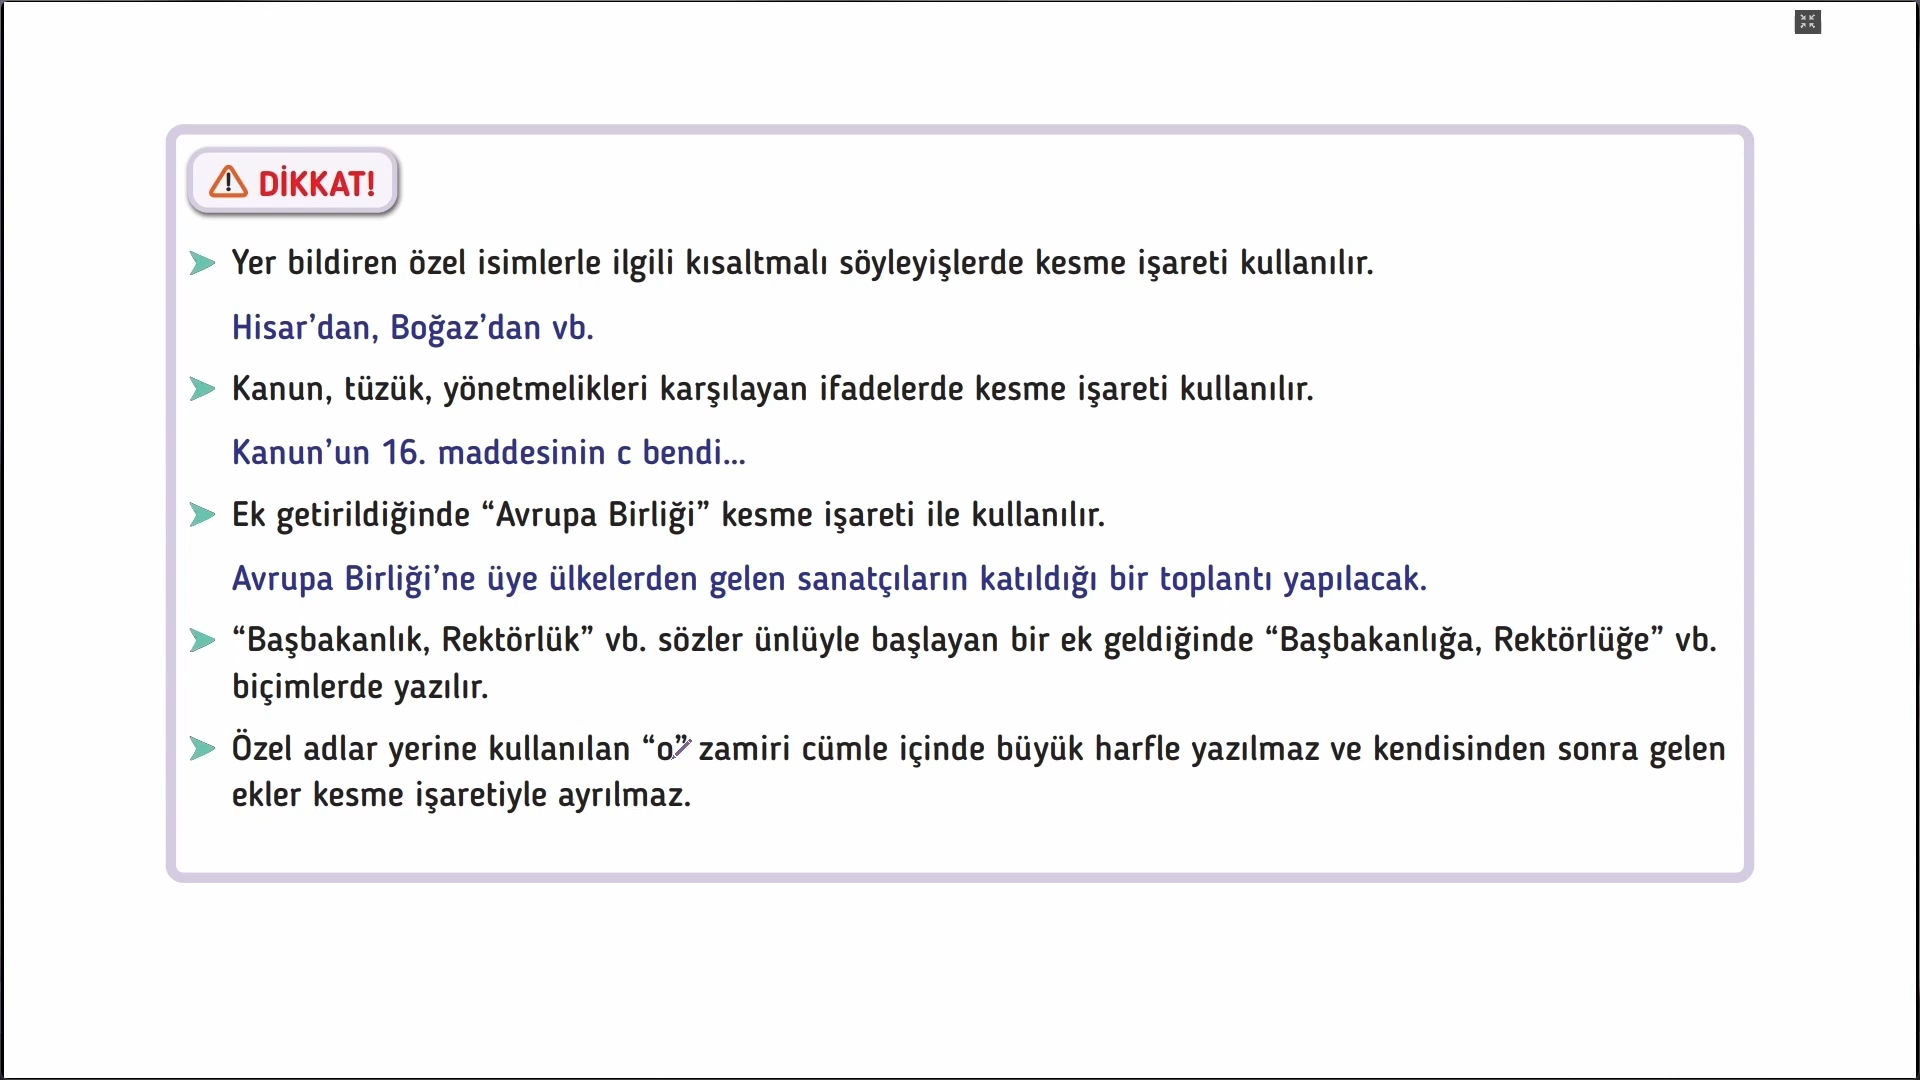 DİKKAT!
Yer bildiren özel isimlerle ilgili kısaltmalı söyleyişlerde kesme işareti kullanılır.
Hisar’dan, Boğaz’dan vb.
Kanun, tüzük, yönetmelikleri karşılayan ifadelerde kesme işareti kullanılır.
Kanun’un 16. maddesinin c bendi...
Ek getirildiğinde “Avrupa Birliği” kesme işareti ile kullanılır.
Avrupa Birliği’ne üye ülkelerden gelen sanatçıların katıldığı bir toplantı yapılacak.
“Başbakanlık, Rektörlük” vb. sözler ünlüyle başlayan bir ek geldiğinde “Başbakanlığa, Rektörlüğe” vb.
biçimlerde yazılır.
Özel adlar yerine kullanılan “o” zamiri cümle içinde büyük harfle yazılmaz ve kendisinden sonra gelen
ekler kesme işaretiyle ayrılmaz.